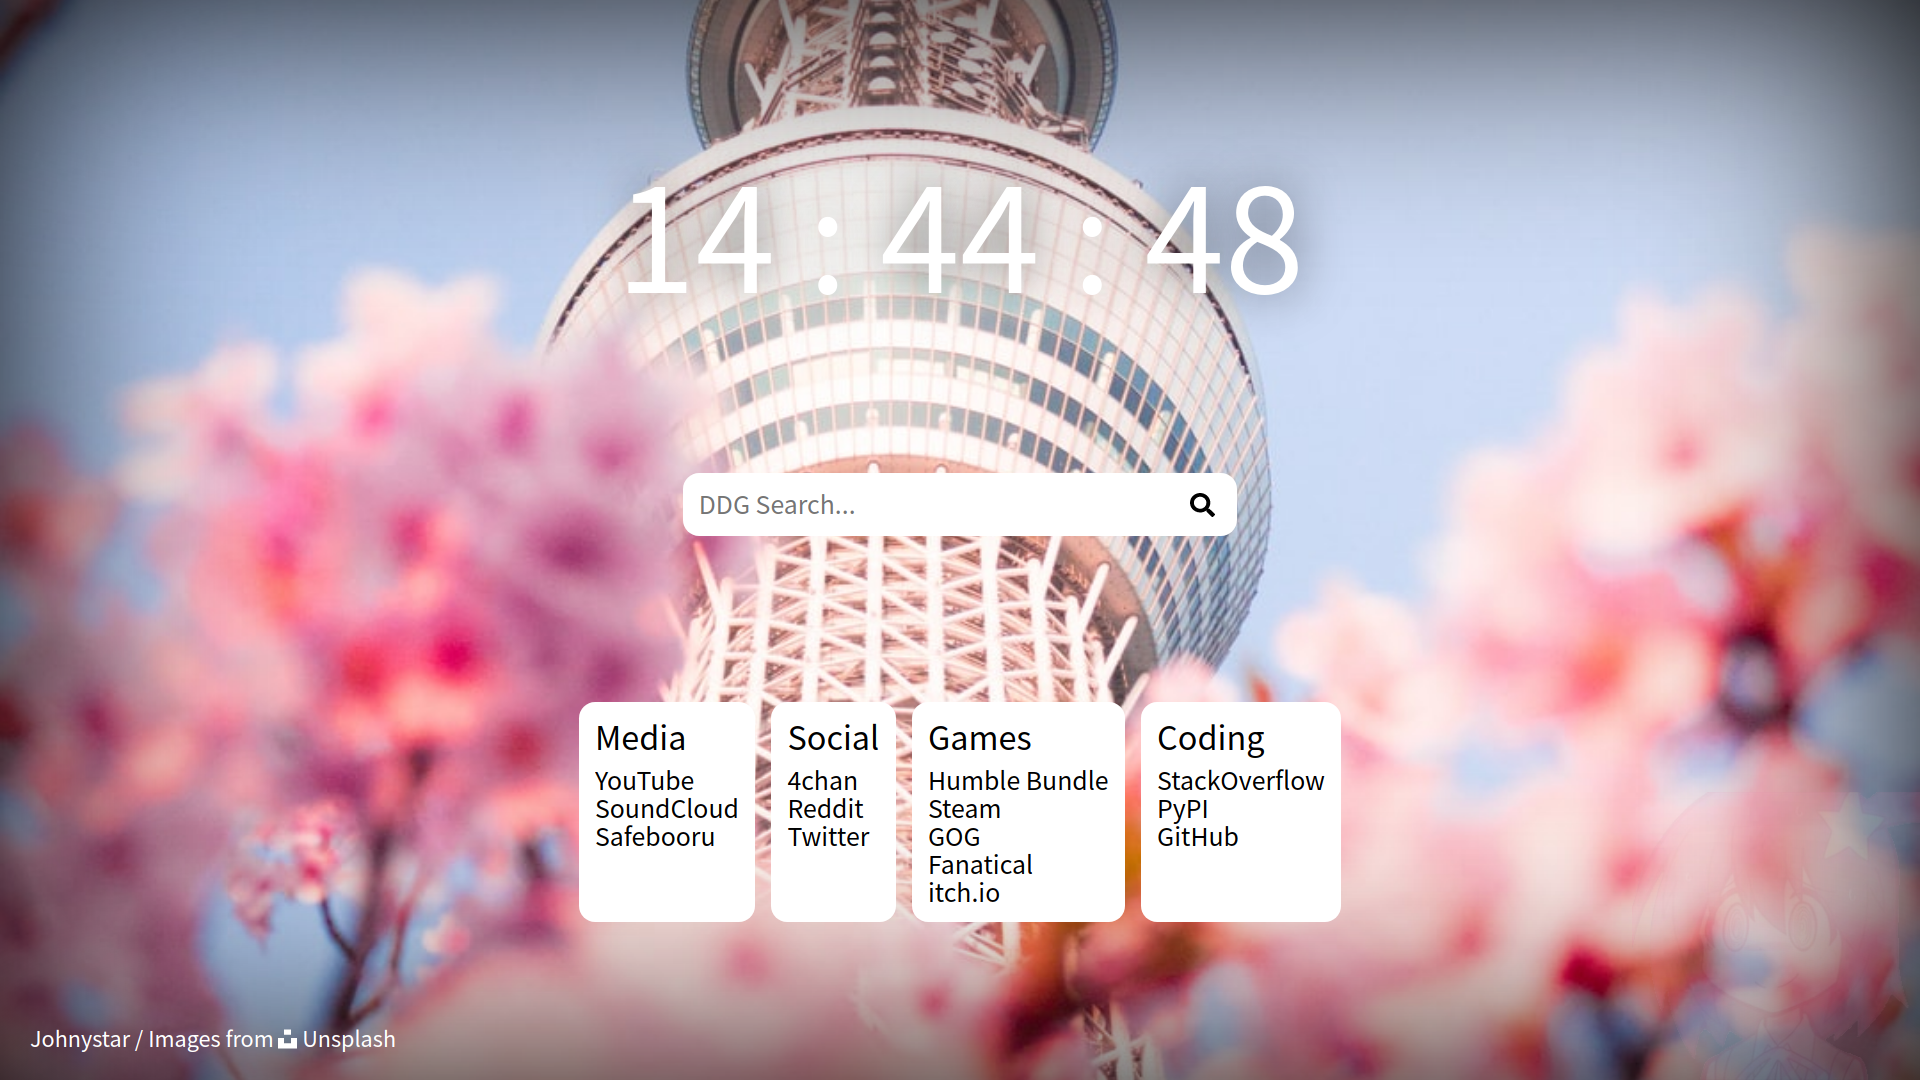 14 : 44 : 48
DDG Search...
Media
YouTube
SoundCloud
Safebooru
Social
4chan
Reddit
Twitter
Games
Humble Bundle
Steam
GOG
Fanatical
itch.io
Coding
StackOverflow
PyPI
GitHub
Johnystar / Images from Unsplash